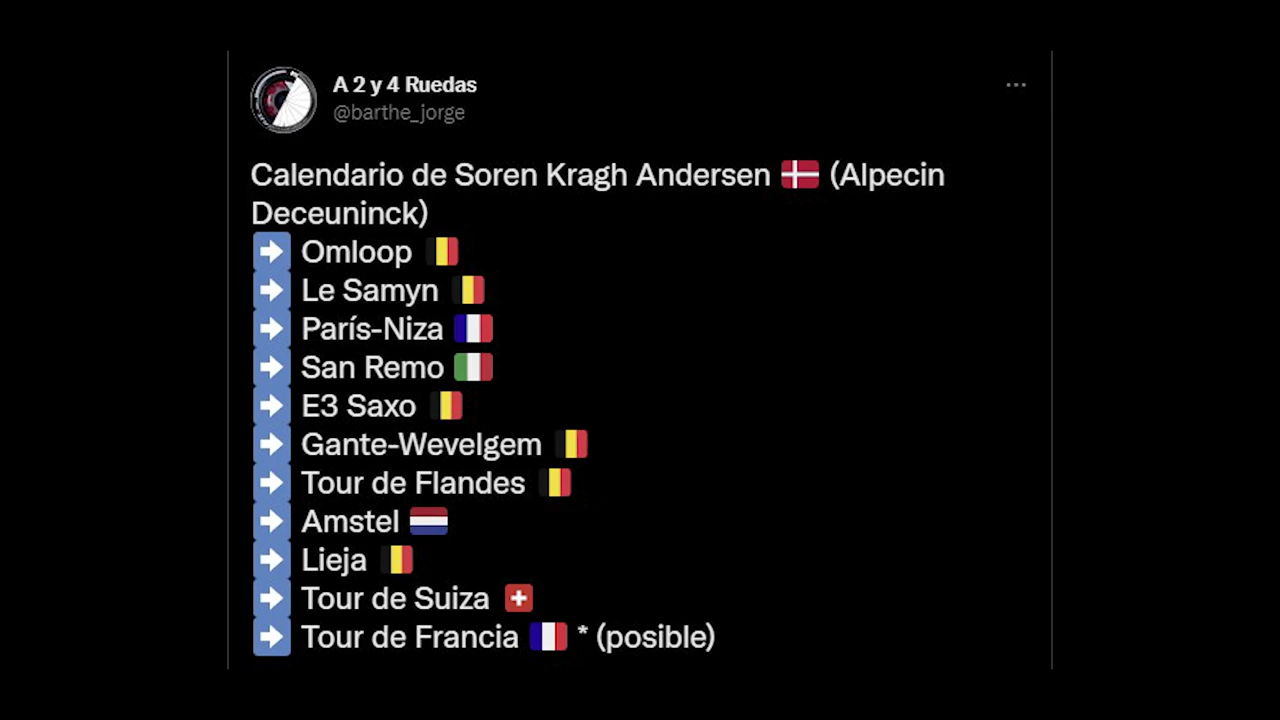 A 2 y 4 Ruedas
@barthe_jorge
Calendario de Soren Kragh Andersen 🇩🇰 (Alpecin
Deceuninck)
➡️ Omloop 🇧🇪
➡️ Le Samyn 🇧🇪
➡️ París-Niza 🇫🇷
➡️ San Remo 🇮🇹
➡️ E3 Saxo 🇧🇪
➡️ Gante-Wevelgem 🇧🇪
➡️ Tour de Flandes 🇧🇪
➡️ Amstel 🇳🇱
➡️ Lieja 🇧🇪
➡️ Tour de Suiza 🇨🇭
➡️ Tour de Francia 🇫🇷 * (posible)